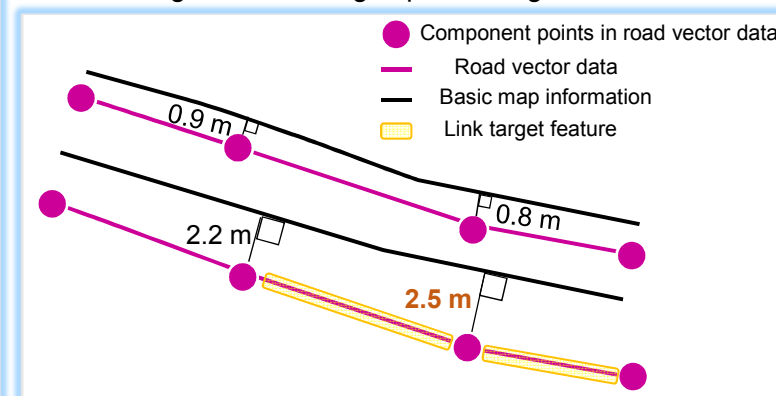 Component points in road vector data
Road vector data
Basic map information
Link target feature
0.9 m
0.8 m
2.2 m
2.5 m